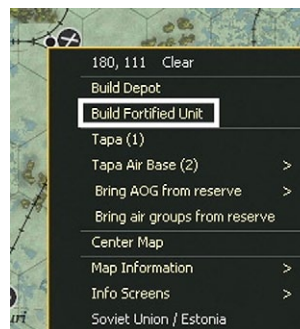 180, 111 Clear
Build Depot
Build Fortified Unit
Tapa (1)
Tapa Air Base (2) >
Bring AOG from reserve >
Bring air groups from reserve
Center Map
Map Information >
Info Screens >
Soviet Union / Estonia
uri